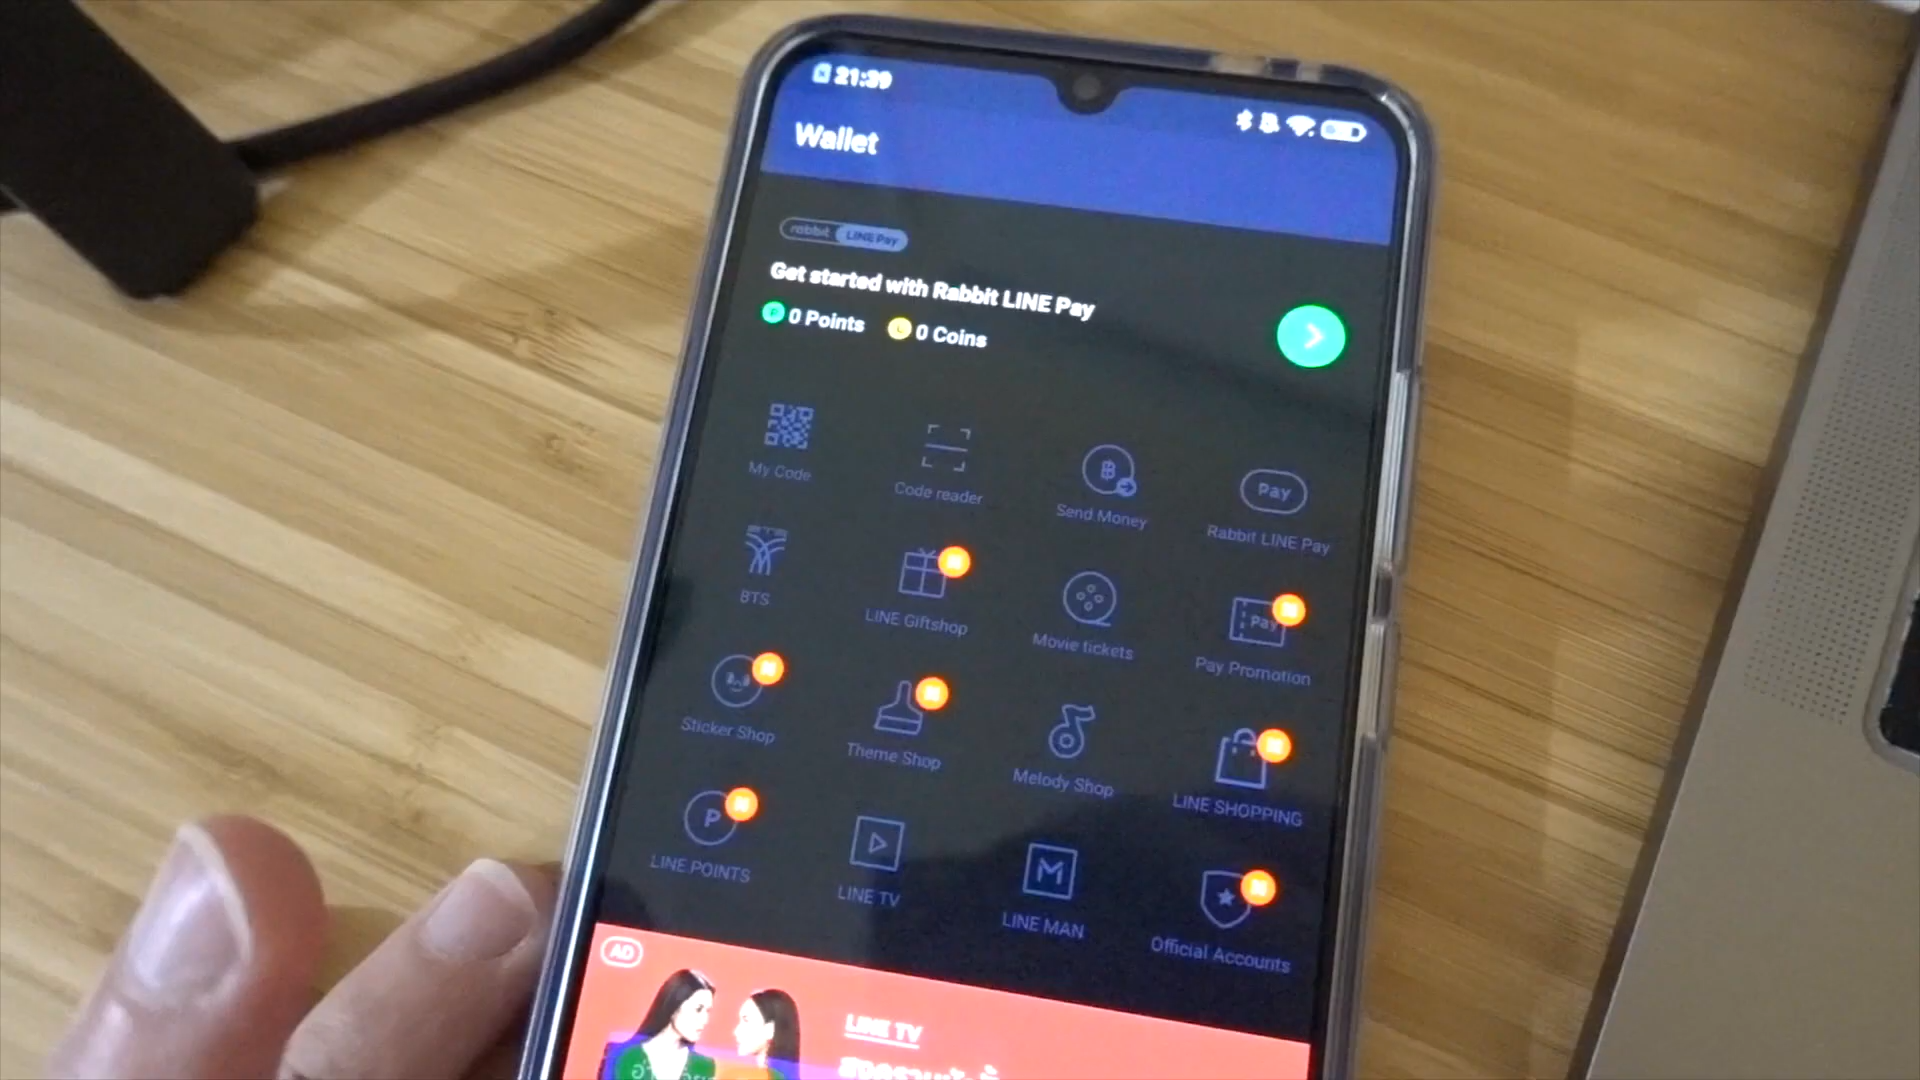 21:39
Wallet
rabbit LINE Pay
Get started with Rabbit LINE Pay
0 Points 0 Coins
My Code
Code reader
Send Money
Pay
Rabbit LINE Pay
BTS
LINE Giftshop
Movie tickets
Pay
Pay Promotion
Sticker Shop
Theme Shop
Melody Shop
LINE SHOPPING
P
LINE POINTS
LINE TV
M
LINE MAN
Official Accounts
AD
LINE TV